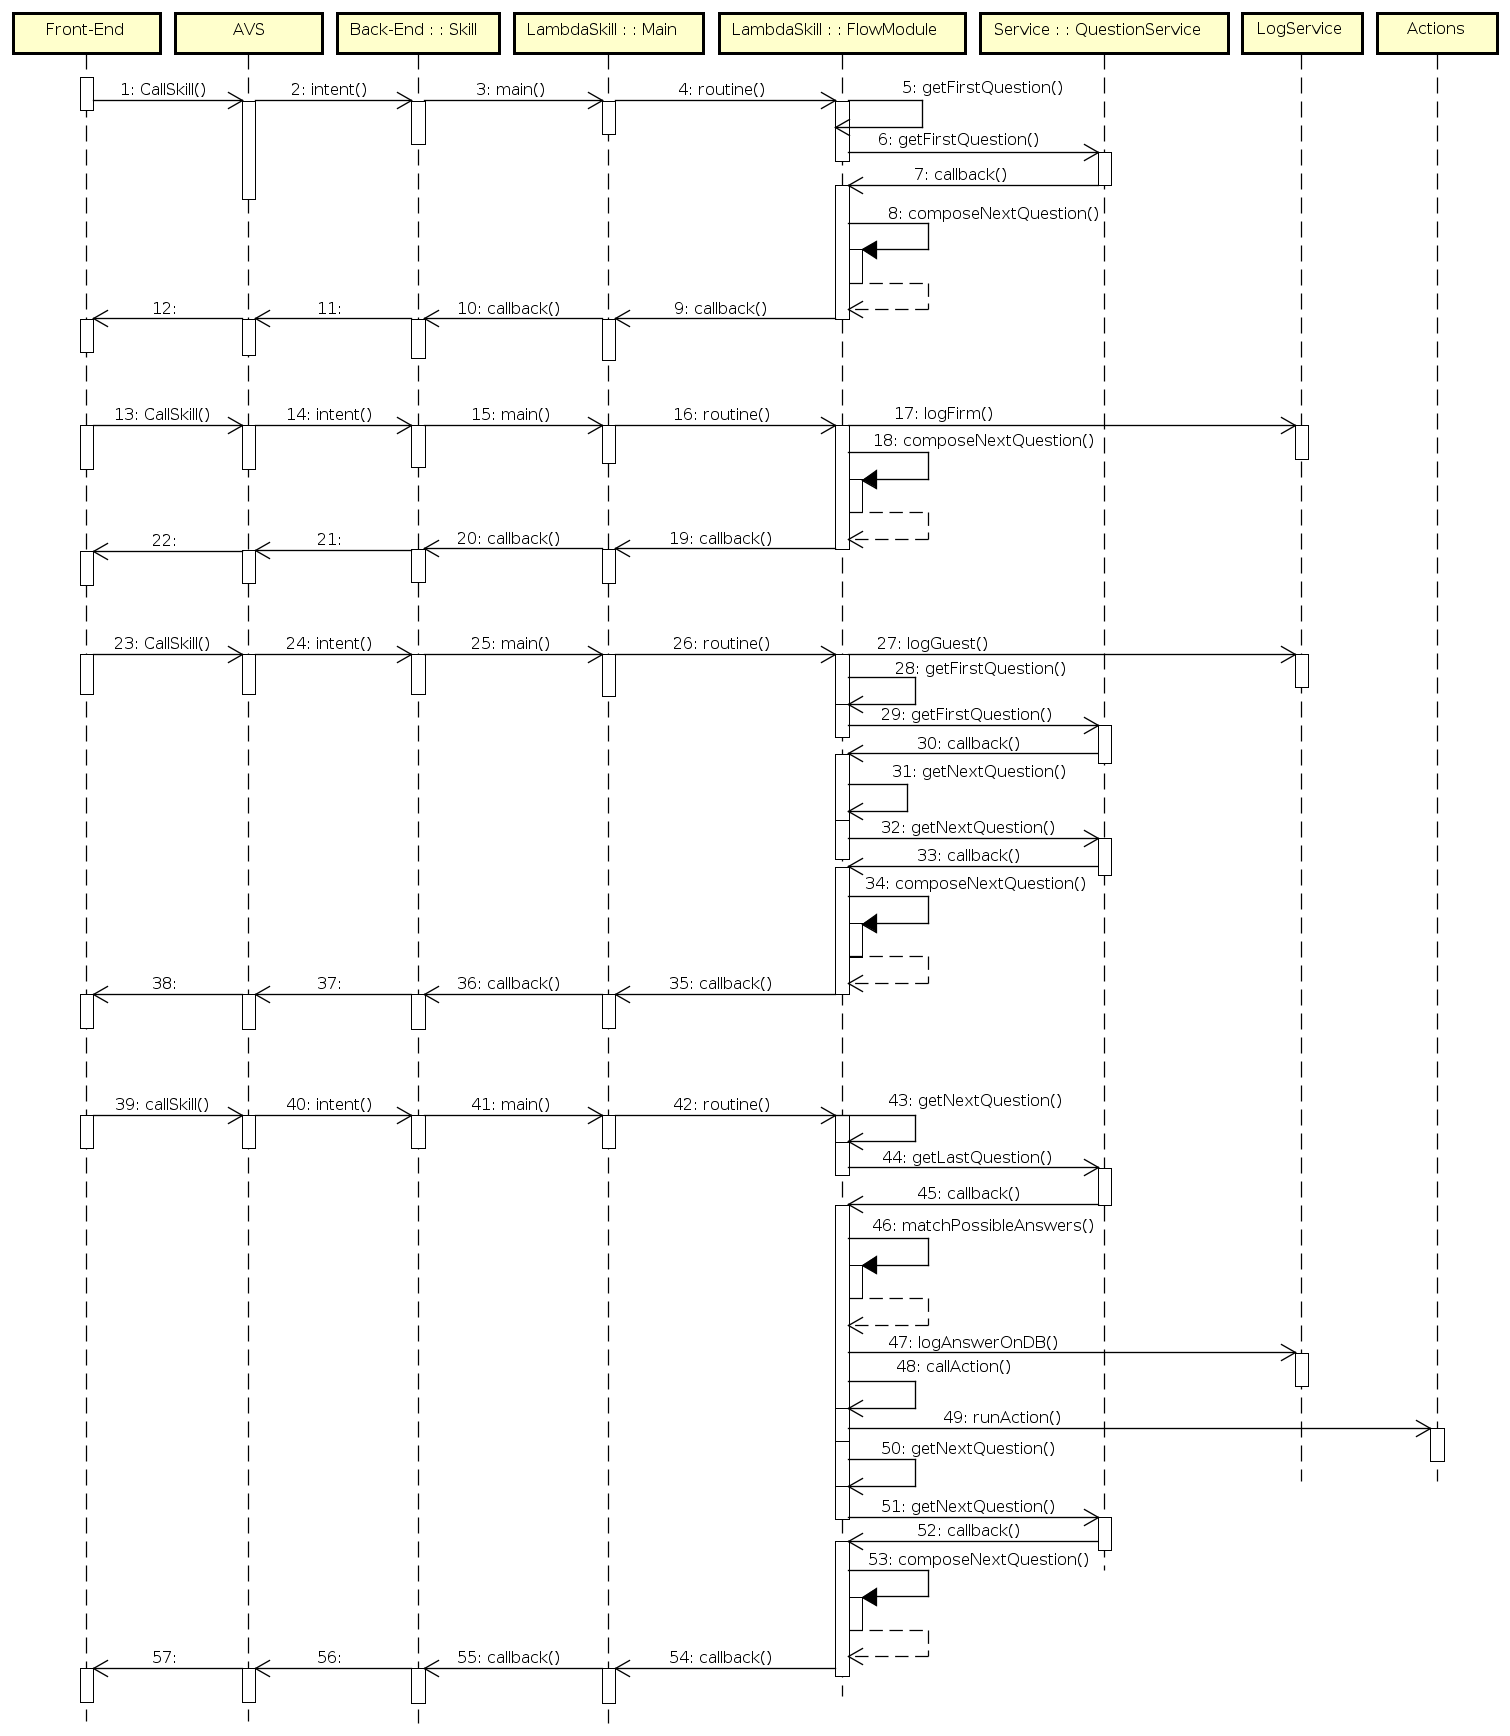 Front-End
AVS
Back-End : : Skill
LambdaSkill : : Main
LambdaSkill : : FlowModule
Service : : QuestionService
LogService
Actions
1: CallSkill()
2: intent()
3: main()
4: routine()
5: getFirstQuestion()
6: getFirstQuestion()
7: callback()
8: composeNextQuestion()
12:
11:
10: callback()
9: callback()
13: CallSkill()
14: intent()
15: main()
16: routine()
17: logFirm()
18: composeNextQuestion()
22:
21:
20: callback()
19: callback()
23: CallSkill()
24: intent()
25: main()
26: routine()
27: logGuest()
28: getFirstQuestion()
29: getFirstQuestion()
30: callback()
31: getNextQuestion()
32: getNextQuestion()
33: callback()
34: composeNextQuestion()
38:
37:
36: callback()
35: callback()
39: callSkill()
40: intent()
41: main()
42: routine()
43: getNextQuestion()
44: getLastQuestion()
45: callback()
46: matchPossibleAnswers()
47: logAnswerOnDB()
48: callAction()
49: runAction()
50: getNextQuestion()
51: getNextQuestion()
52: callback()
53: composeNextQuestion()
57:
56:
55: callback()
54: callback()